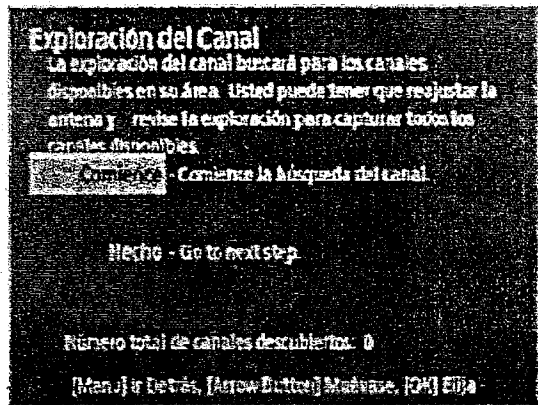 Exploración del Canal
La exploración del canal buscará para los canales
disponibles en su área. Usted puede tener que reajustar la
antena y revise la exploración para capturar todos los
canales disponibles.
Comience - Comience la búsqueda del canal.
Hecho - Go to next step.
Número total de canales descubiertos: 0
[Manu] Ir Detrás, [Arrow Button] Muévase, [OK] Elija